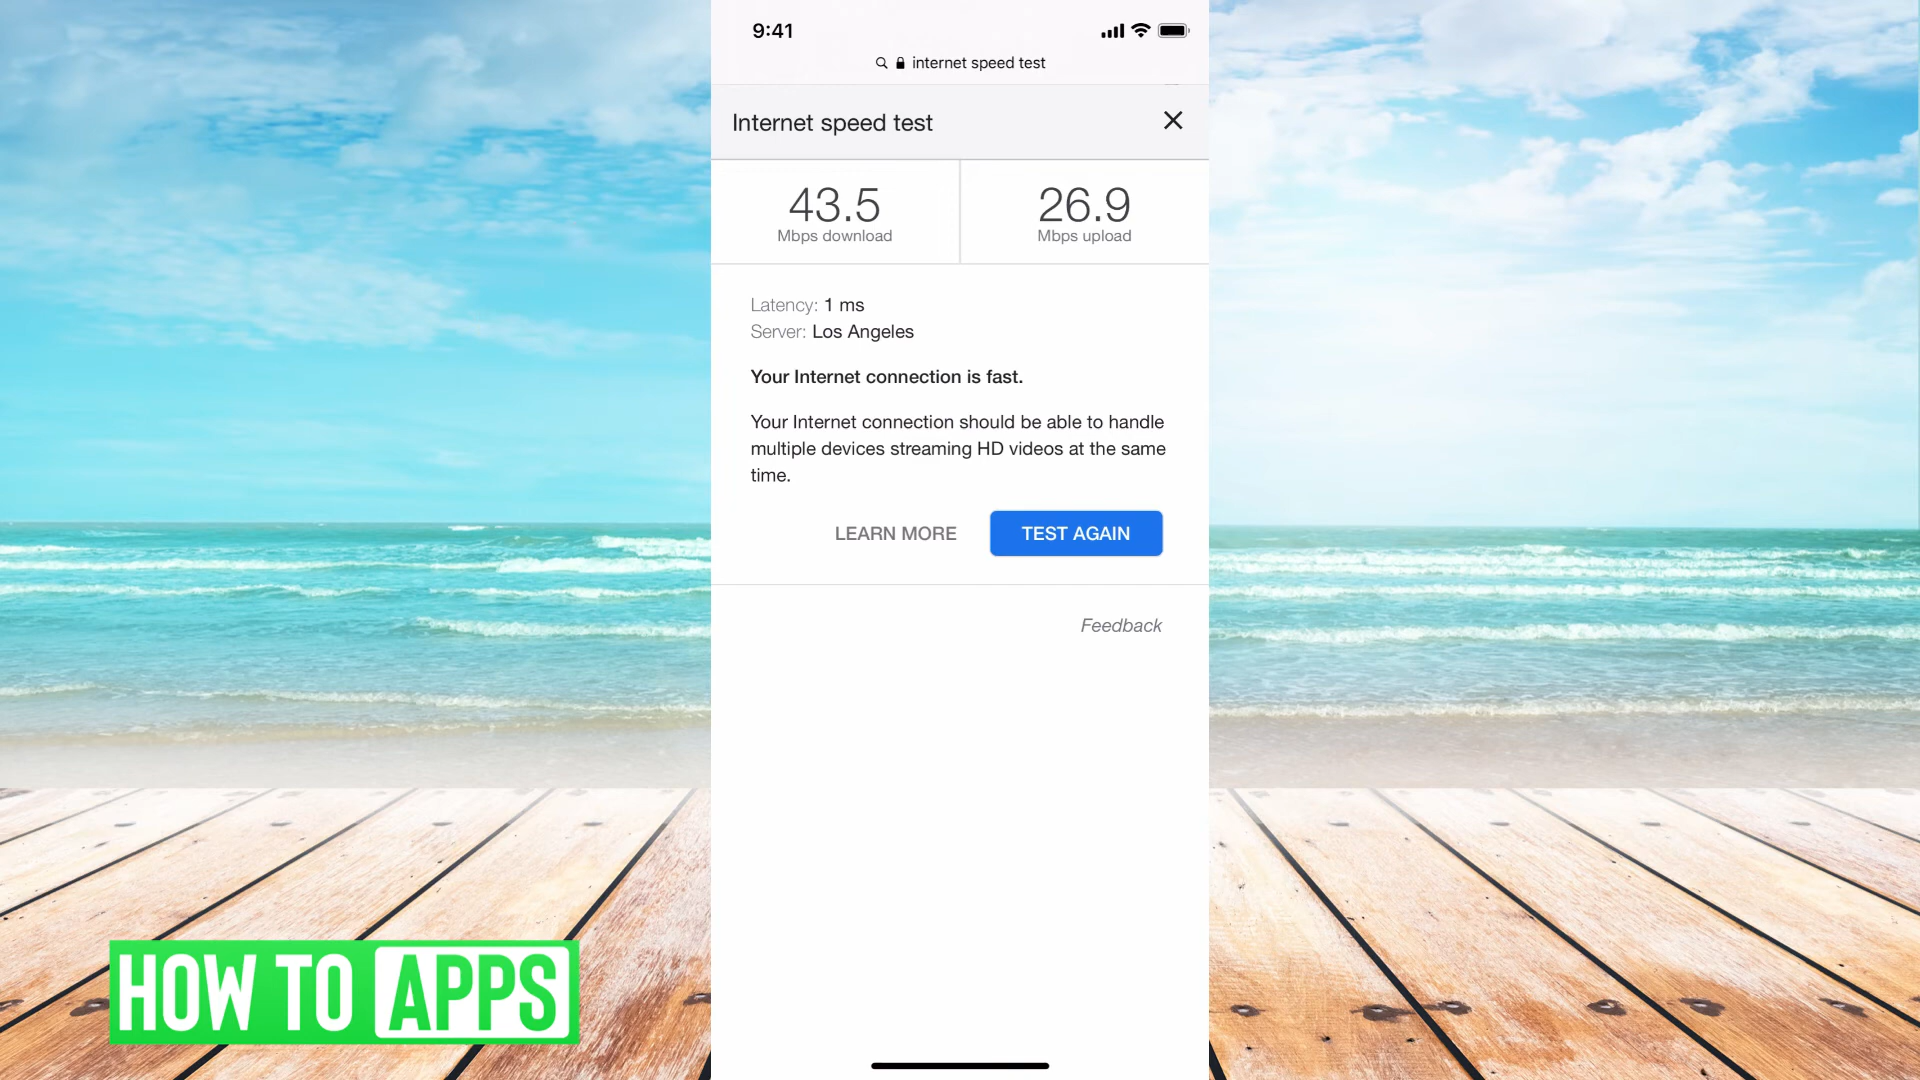 9:41
internet speed test
Internet speed test
43.5
Mbps download
26.9
Mbps upload
Latency: 1 ms
Server: Los Angeles
Your Internet connection is fast.
Your Internet connection should be able to handle
multiple devices streaming HD videos at the same
time.
LEARN MORE
TEST AGAIN
Feedback
HOW TO APPS